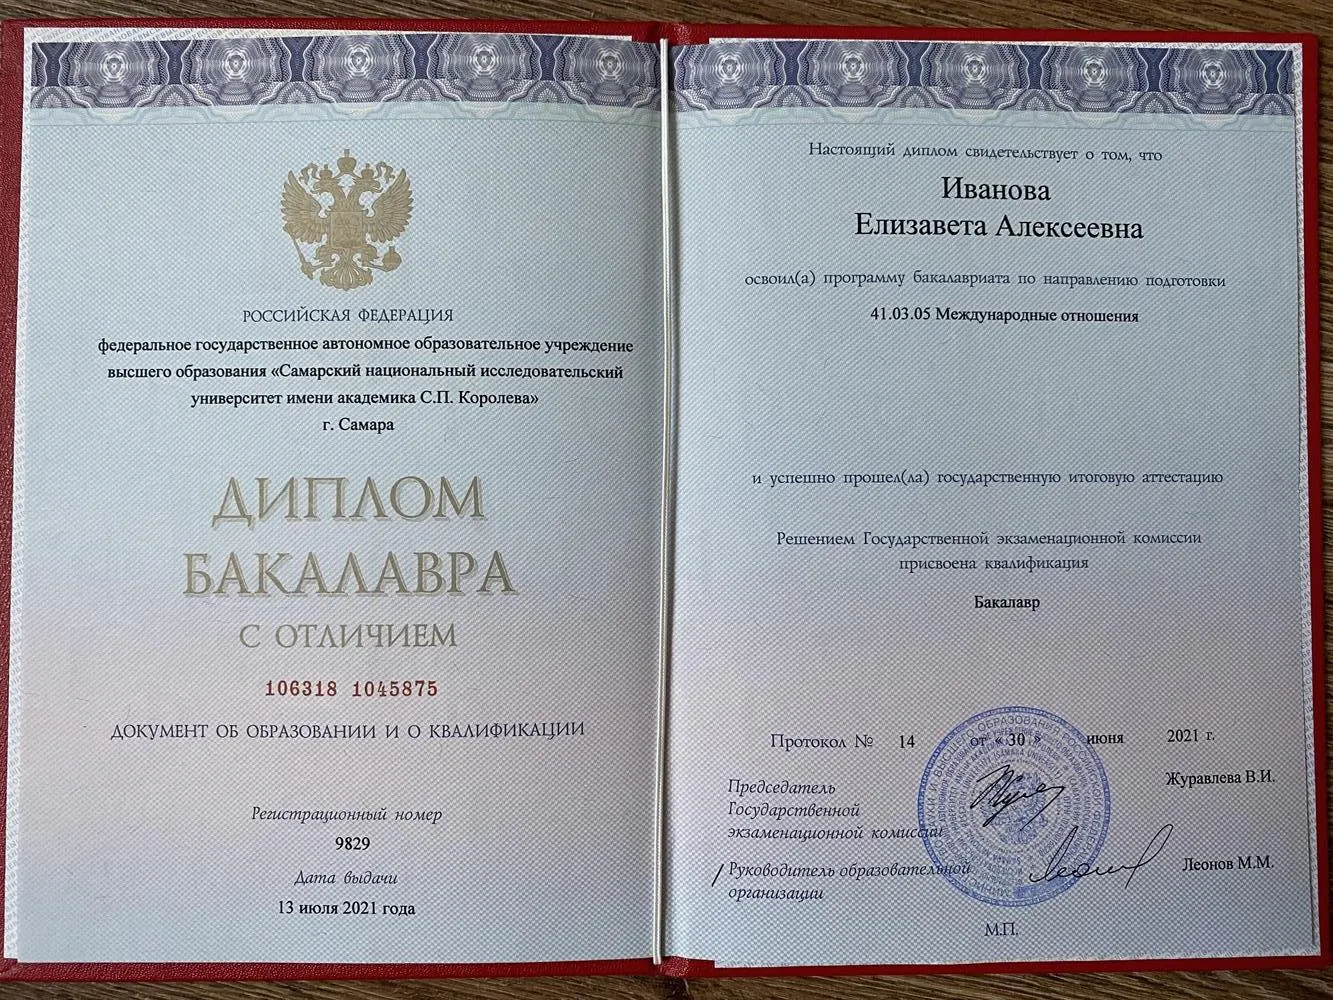 РОССИЙСКАЯ ФЕДЕРАЦИЯ
федеральное государственное автономное образовательное учреждение
высшего образования «Самарский национальный исследовательский
университет имени академика С.П. Королева»
г. Самара
ДИПЛОМ
БАКАЛАВРА
С ОТЛИЧИЕМ
106318 1045875
ДОКУМЕНТ ОБ ОБРАЗОВАНИИ И О КВАЛИФИКАЦИИ
Регистрационный номер
9829
Дата выдачи
13 июля 2021 года
Настоящий диплом свидетельствует о том, что
Иванова
Елизавета Алексеевна
освоил(а) программу бакалавриата по направлению подготовки
41.03.05 Международные отношения
и успешно прошел(ла) государственную итоговую аттестацию
Решением Государственной экзаменационной комиссии
присвоена квалификация
Бакалавр
Протокол № 14 от « 30 » июня 2021 г.
Председатель
Государственной
экзаменационной комиссии
Журавлева В.И.
Руководитель образовательной
организации
Леонов М.М.
М.П.